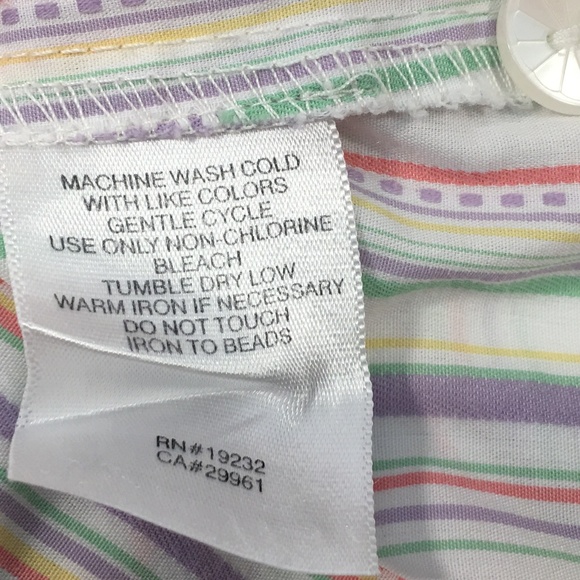 MACHINE WASH COLD
WITH LIKE COLORS
GENTLE CYCLE
USE ONLY NON-CHLORINE
BLEACH
TUMBLE DRY LOW
WARM IRON IF NECESSARY
DO NOT TOUCH
IRON TO BEADS
RN#19232
CA#29961